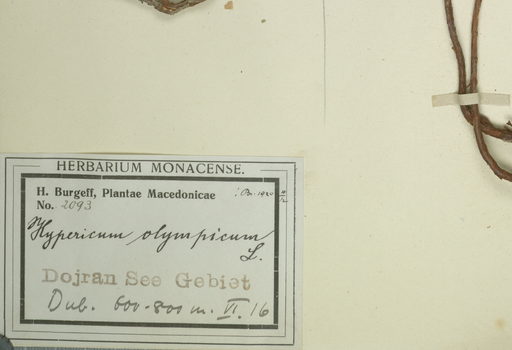 HERBARIUM MONACENSE.
H. Burgeff, Plantae Macedonicae
No. 2093
Hypericum olympicum
L.
Dojran See Gebiet
Dub. 600-800 m. VI. 16